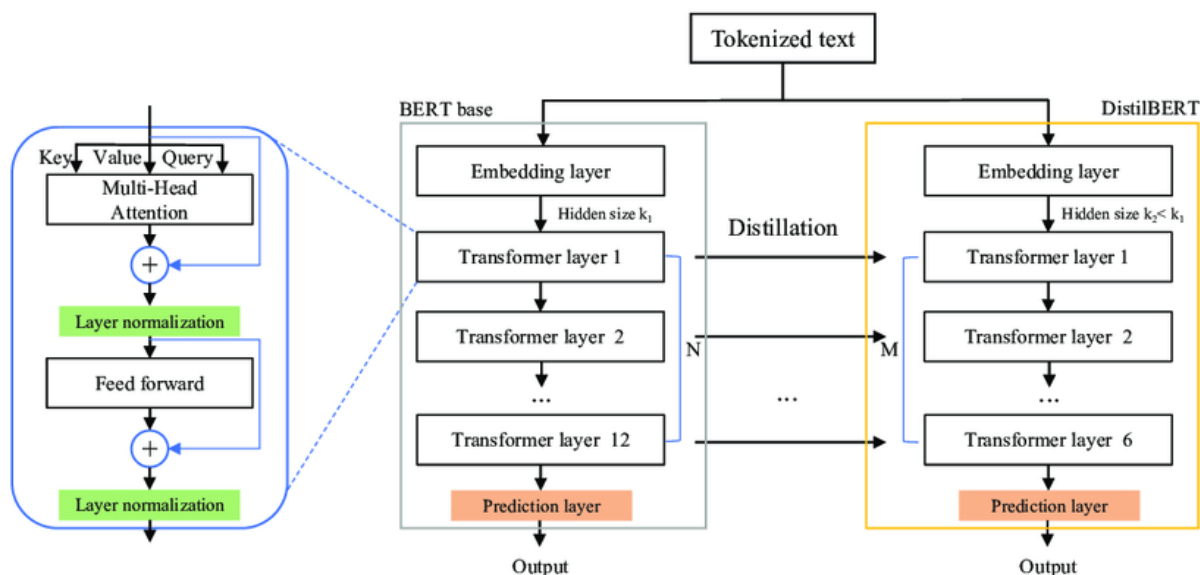 Tokenized text
BERT base
DistilBERT
Key Value Query
Multi-Head
Attention
+
Layer normalization
Feed forward
+
Layer normalization
Embedding layer
Hidden size k₁
Transformer layer 1
Transformer layer 2
...
Transformer layer 12
N
Prediction layer
Output
Distillation
...
Embedding layer
Hidden size k₂< k₁
Transformer layer 1
Transformer layer 2
...
Transformer layer 6
M
Prediction layer
Output